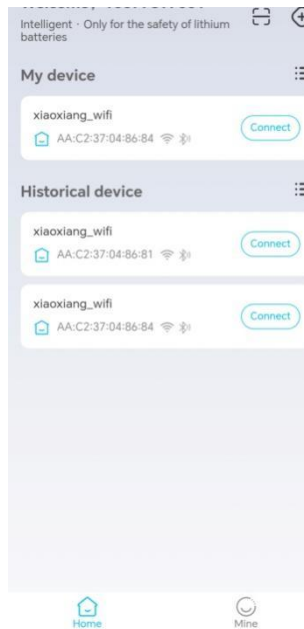 Intelligent · Only for the safety of lithium
batteries
My device
xiaoxiang_wifi
AA:C2:37:04:86:84
Connect
Historical device
xiaoxiang_wifi
AA:C2:37:04:86:81
Connect
xiaoxiang_wifi
AA:C2:37:04:86:84
Connect
Home
Mine